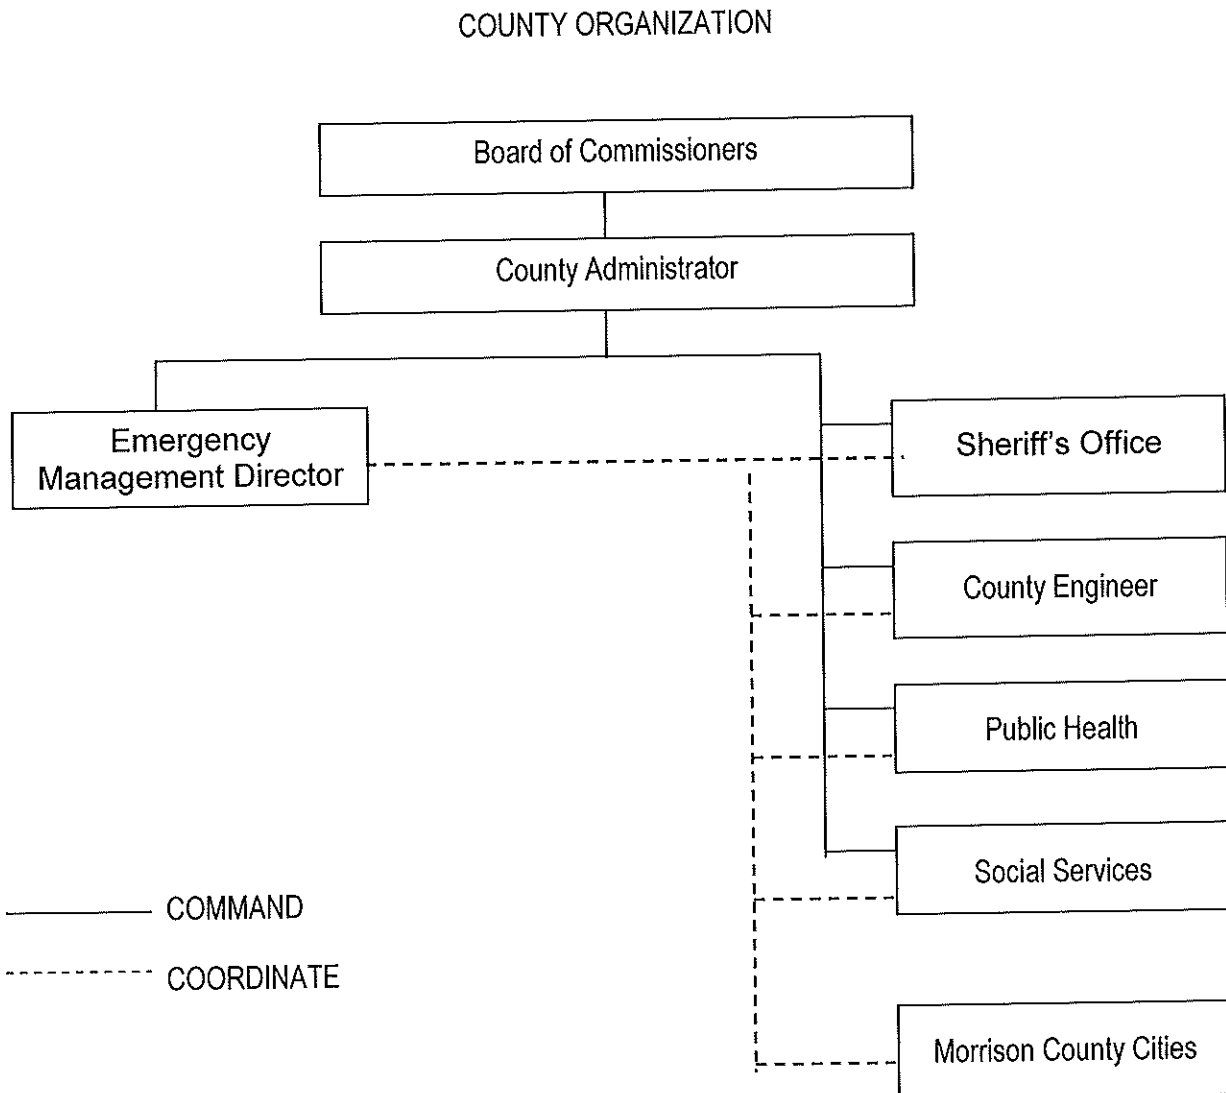 COUNTY ORGANIZATION
Board of Commissioners
County Administrator
Emergency
Management Director
Sheriff's Office
County Engineer
Public Health
Social Services
Morrison County Cities
COMMAND
COORDINATE